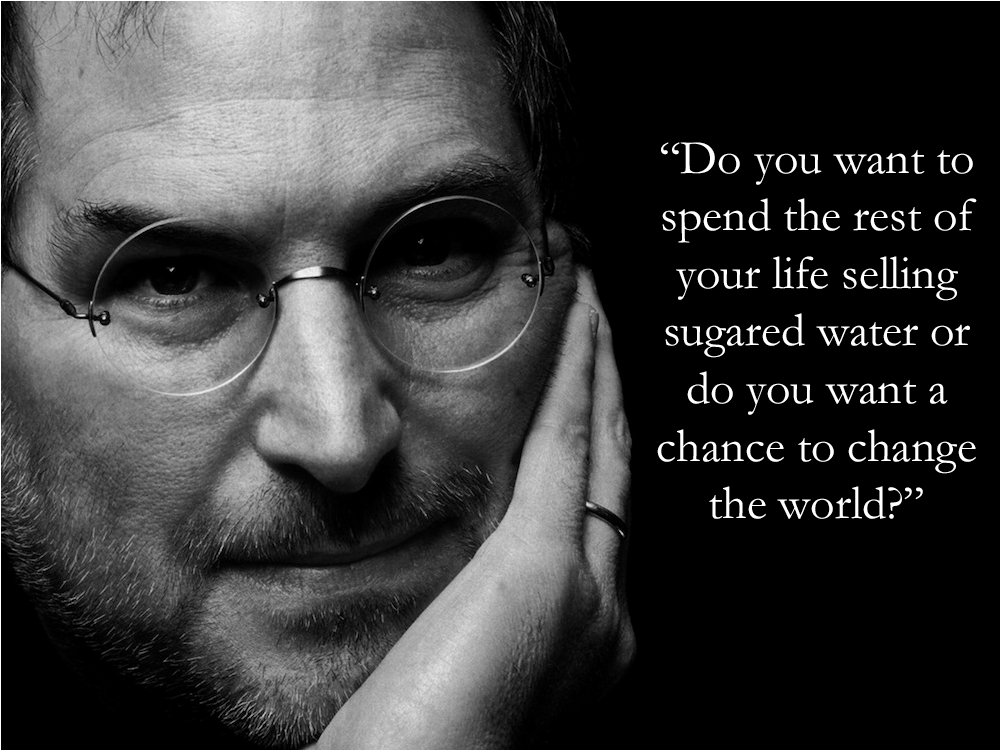 “Do you want to
spend the rest of
your life selling
sugared water or
do you want a
chance to change
the world?”